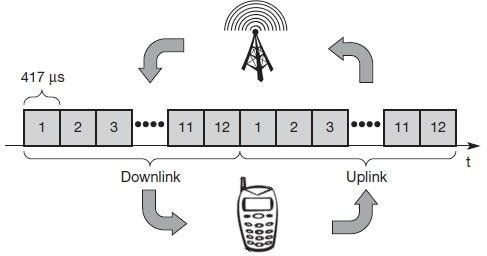 417 μs
1 2 3 •••• 11 12 1 2 3 •••• 11 12
t
Downlink Uplink